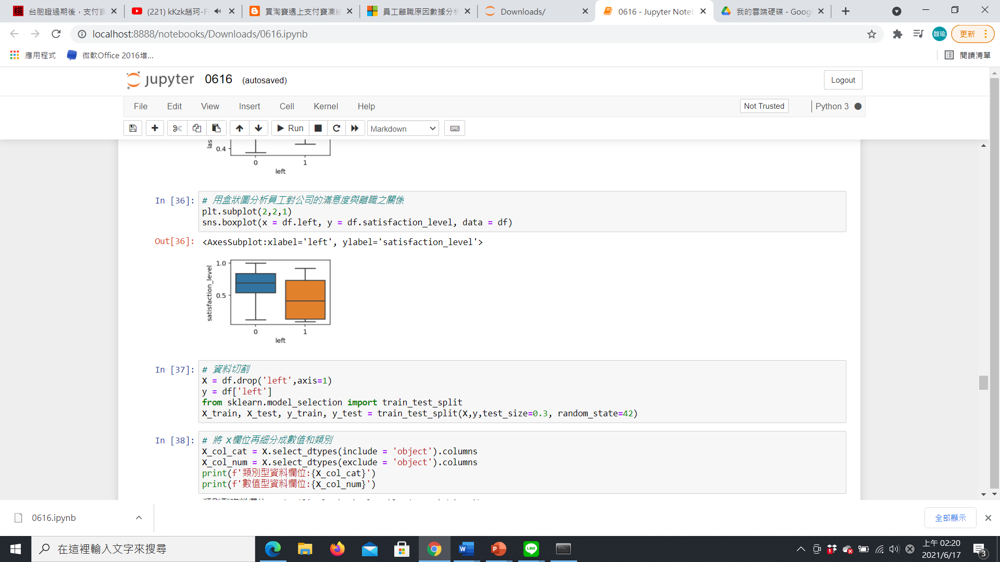 台胞證過期後，支付寶
(221) kKzk趙珂-F
買淘寶遇上支付寶凍結
員工離職原因數據分析
Downloads/
0616 - Jupyter Noteb
我的雲端硬碟 - Goog
localhost:8888/notebooks/Downloads/0616.ipynb
馥瑜
更新
應用程式
微軟Office 2016增...
閱讀清單
jupyter 0616 (autosaved)
Logout
File Edit View Insert Cell Kernel Help
Not Trusted
Python 3
Run
Markdown
las
0.4
0 1
left
In [36]:
# 用盒狀圖分析員工對公司的滿意度與離職之關係
plt.subplot(2,2,1)
sns.boxplot(x = df.left, y = df.satisfaction_level, data = df)
Out[36]: <AxesSubplot:xlabel='left', ylabel='satisfaction_level'>
satisfaction_level
1.0
0.5
0 1
left
In [37]:
# 資料切割
X = df.drop('left',axis=1)
y = df['left']
from sklearn.model_selection import train_test_split
X_train, X_test, y_train, y_test = train_test_split(X,y,test_size=0.3, random_state=42)
In [38]:
# 將 X欄位再細分成數值和類別
X_col_cat = X.select_dtypes(include = 'object').columns
X_col_num = X.select_dtypes(exclude = 'object').columns
print(f'類別型資料欄位:{X_col_cat}')
print(f'數值型資料欄位:{X_col_num}')
0616.ipynb
全部顯示
在這裡輸入文字來搜尋
LINE
上午 02:20
2021/6/17
3